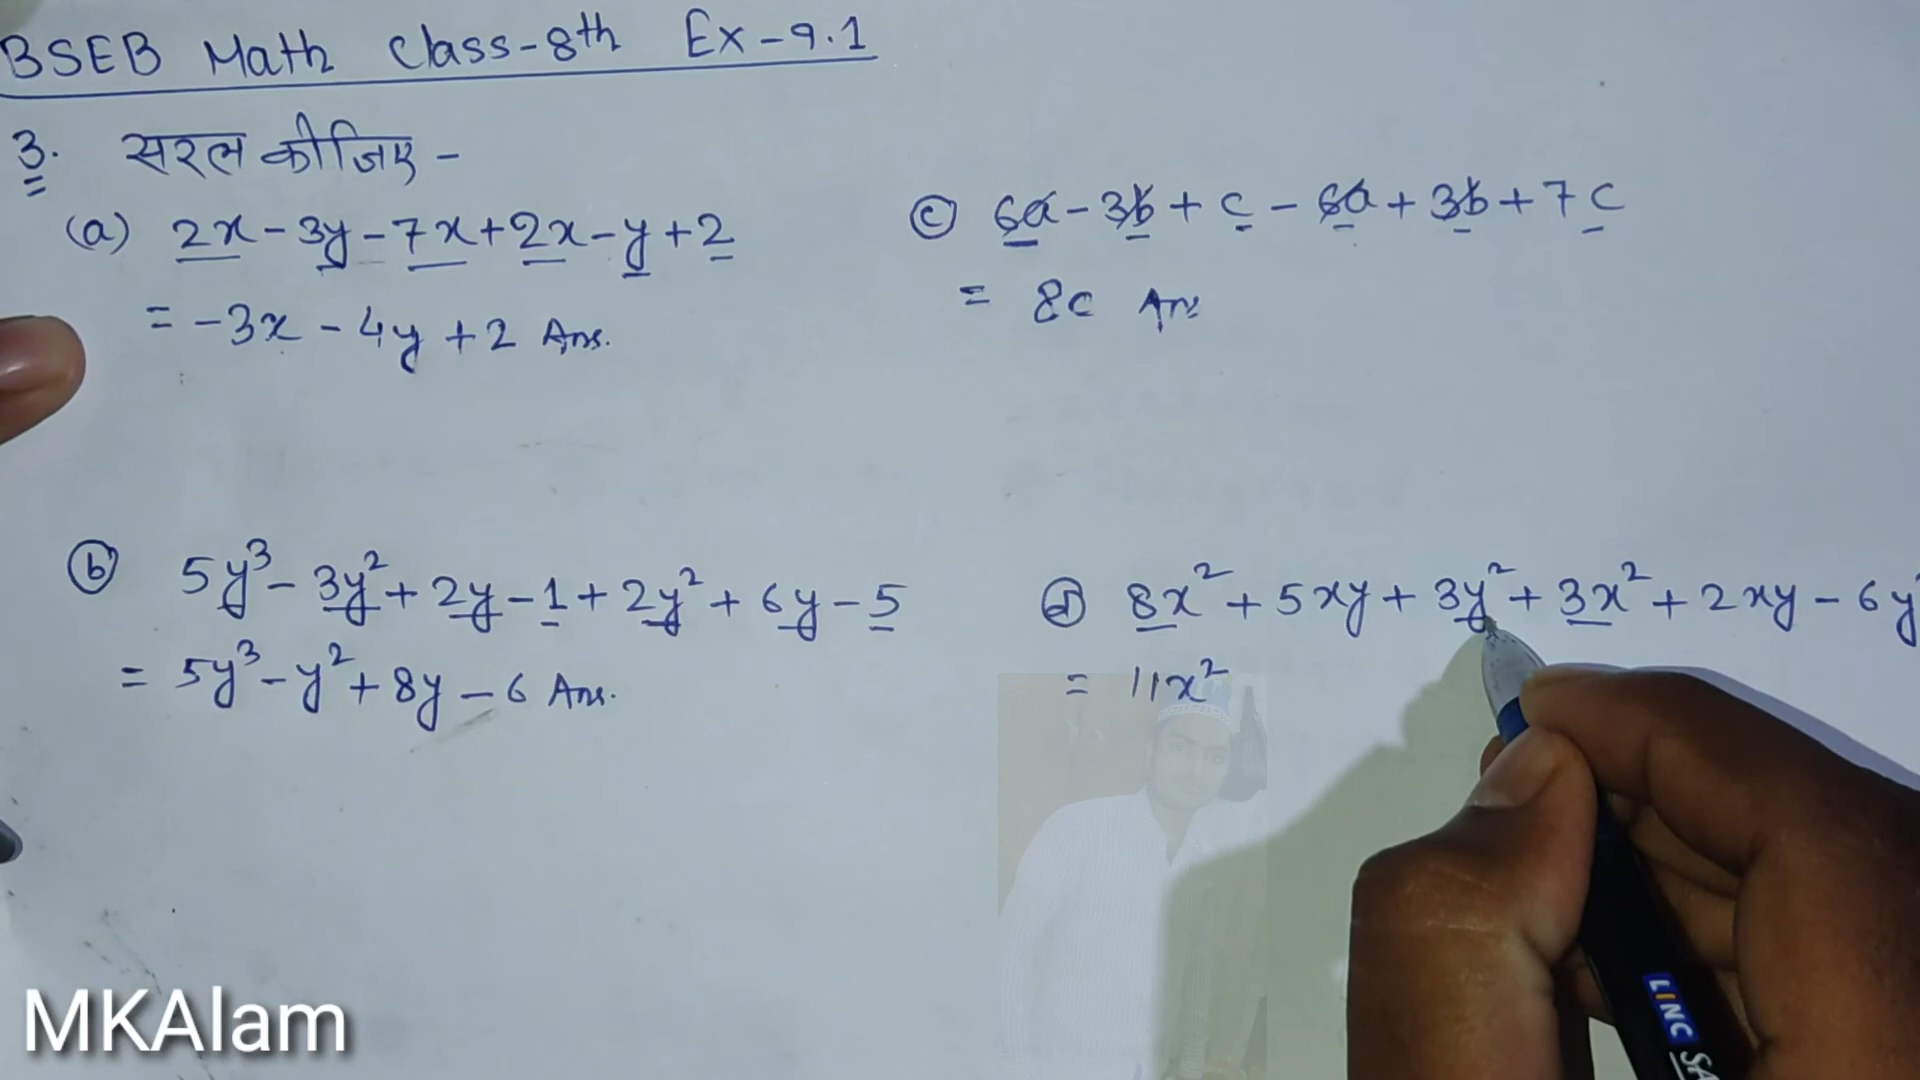 BSEB Math Class-8th Ex-9.1
3. सरल कीजिए -
(a) 2x - 3y - 7x + 2x - y + 2
= -3x - 4y + 2 Ans.
(b) 5y³ - 3y² + 2y - 1 + 2y² + 6y - 5
= 5y³ - y² + 8y - 6 Ans.
(c) 6a - 3b + c - 6a + 3b + 7c
= 8c Ans
(d) 8x² + 5xy + 3y² + 3x² + 2xy - 6y²
= 11x²
MKAlam
LINC